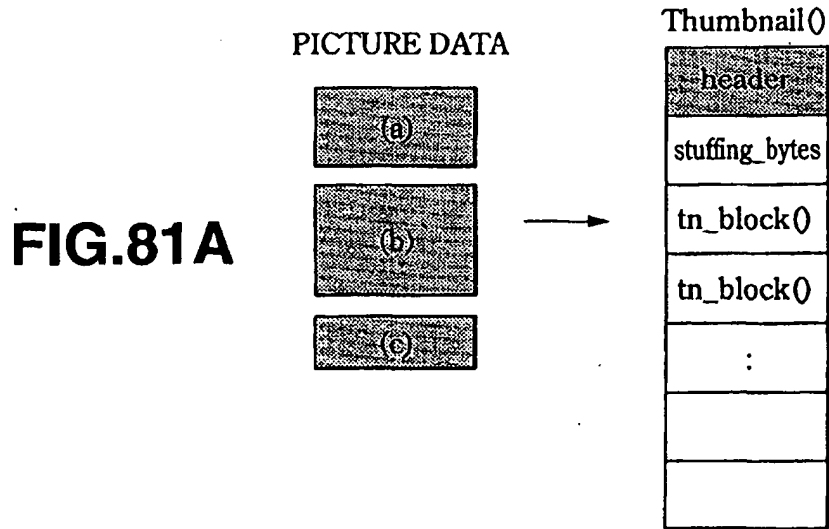 FIG.81A
PICTURE DATA
(a)
(b)
(c)
Thumbnail()
header
stuffing_bytes
tn_block()
tn_block()
: